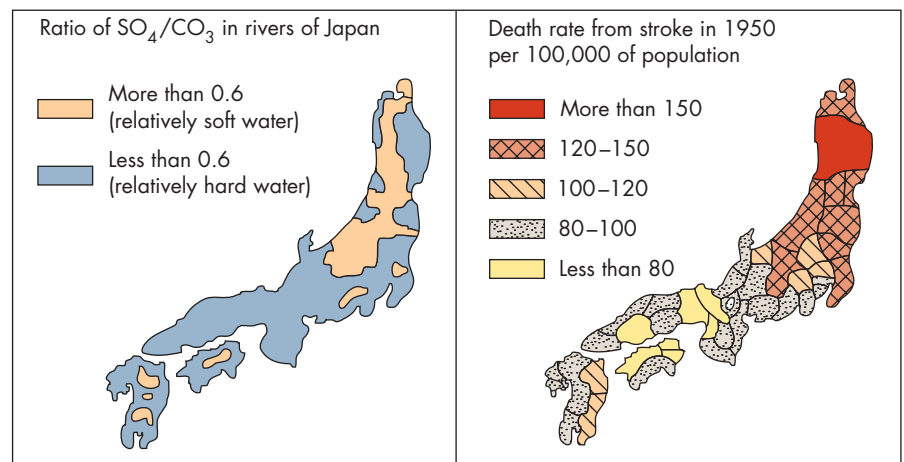 Ratio of SO₄/CO₃ in rivers of Japan
More than 0.6
(relatively soft water)
Less than 0.6
(relatively hard water)
Death rate from stroke in 1950
per 100,000 of population
More than 150
120–150
100–120
80–100
Less than 80